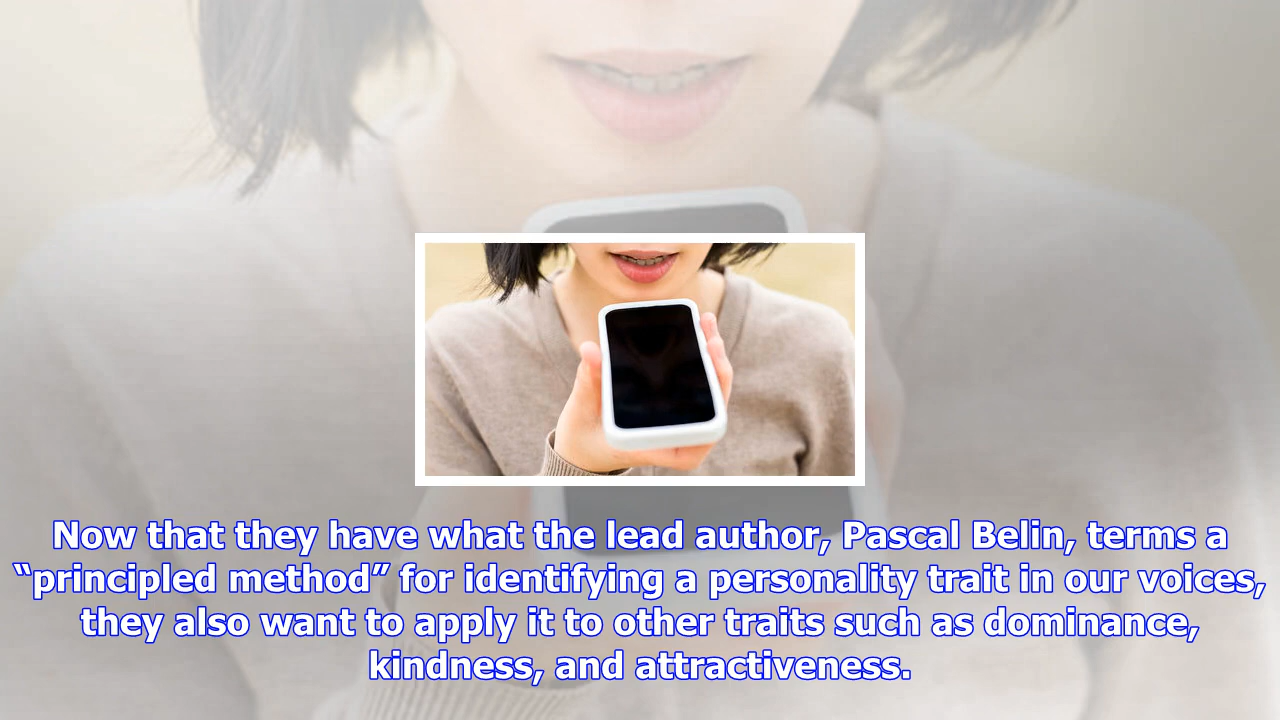 Now that they have what the lead author, Pascal Belin, terms a
“principled method” for identifying a personality trait in our voices,
they also want to apply it to other traits such as dominance,
kindness, and attractiveness.